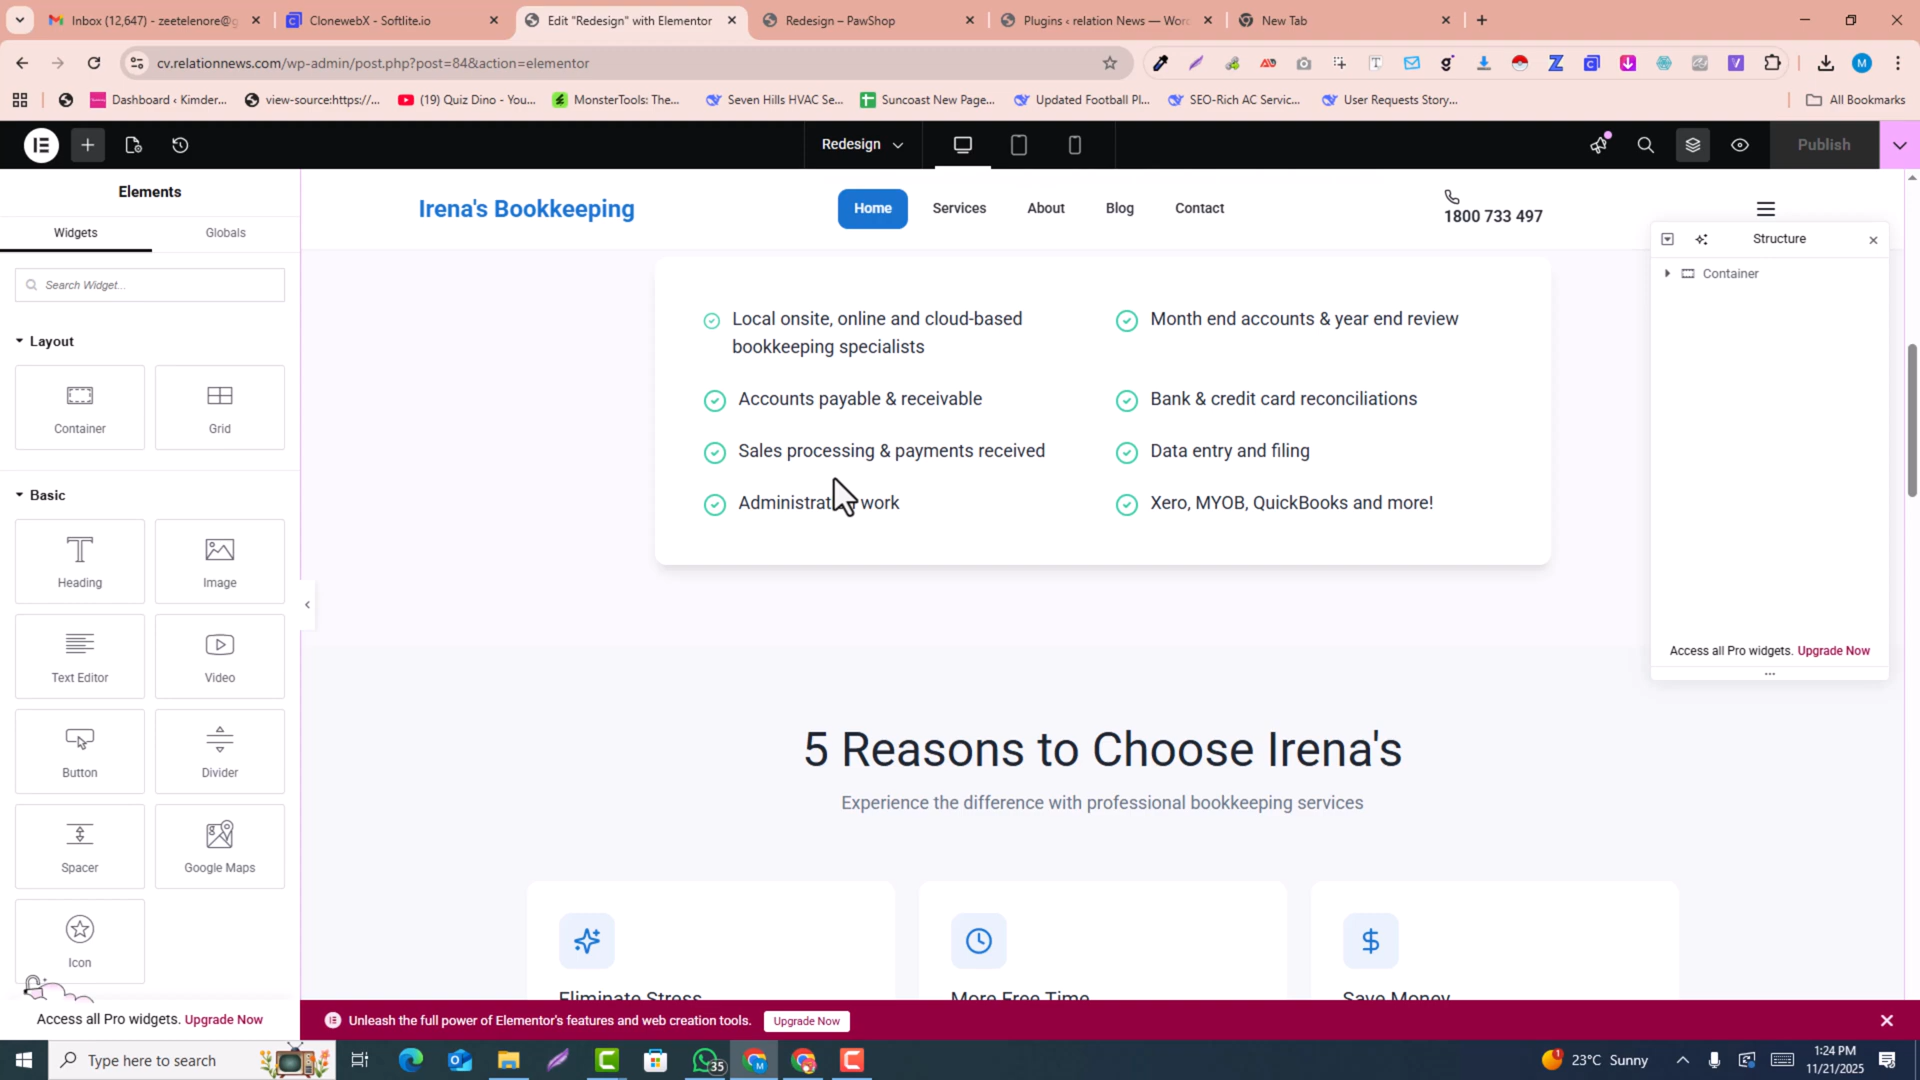 Inbox (12,647) - zeetelenore@g
ClonewebX - Softlite.io
Edit "Redesign" with Elementor
Redesign – PawShop
Plugins ‹ relation News — Worc
New Tab
cv.relationnews.com/wp-admin/post.php?post=84&action=elementor
Dashboard ‹ Kimder...
view-source:https://...
(19) Quiz Dino - You...
MonsterTools: The...
Seven Hills HVAC Se...
Suncoast New Page...
Updated Football Pl...
SEO-Rich AC Servic...
User Requests Story...
All Bookmarks
Redesign
Publish
Elements
Widgets
Globals
Search Widget...
Layout
Container
Grid
Basic
Heading
Image
Text Editor
Video
Button
Divider
Spacer
Google Maps
Icon
Access all Pro widgets. Upgrade Now
Irena's Bookkeeping
Home
Services
About
Blog
Contact
1800 733 497
Structure
Container
Access all Pro widgets. Upgrade Now
Local onsite, online and cloud-based
bookkeeping specialists
Month end accounts & year end review
Accounts payable & receivable
Bank & credit card reconciliations
Sales processing & payments received
Data entry and filing
work
Xero, MYOB, QuickBooks and more!
5 Reasons to Choose Irena's
Experience the difference with professional bookkeeping services
Eliminate Stress
More Free Time
Save Money
Unleash the full power of Elementor's features and web creation tools.
Upgrade Now
Type here to search
35
23°C Sunny
1:24 PM
11/21/2025